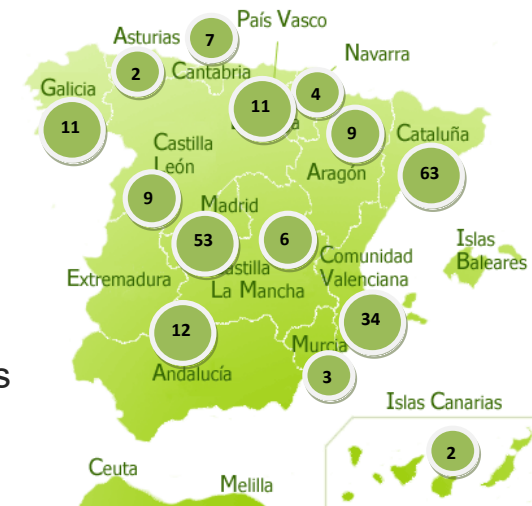 País Vasco
Asturias
7
Navarra
2
Cantabria
Galicia
11
4
11
9
Cataluña
Castilla
León
Aragón
63
9
Madrid
53
6
Islas
Baleares
Comunidad
Valenciana
Extremadura
La Mancha
34
12
Murcia
s
Andalucía
3
Islas Canarias
2
Ceuta
Melilla